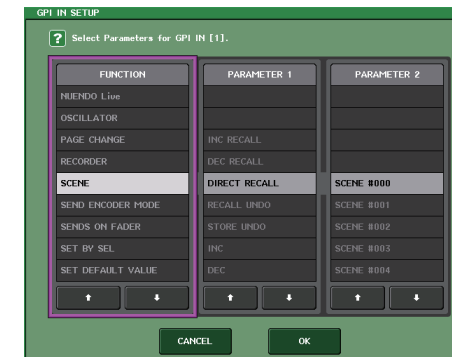 GPI IN SETUP
? Select Parameters for GPI IN [1].
FUNCTION PARAMETER 1 PARAMETER 2
NUENDO Live
OSCILLATOR
PAGE CHANGE INC RECALL
RECORDER DEC RECALL
SCENE DIRECT RECALL SCENE #000
SEND ENCODER MODE RECALL UNDO SCENE #001
SENDS ON FADER STORE UNDO SCENE #002
SET BY SEL INC SCENE #003
SET DEFAULT VALUE DEC SCENE #004
CANCEL OK